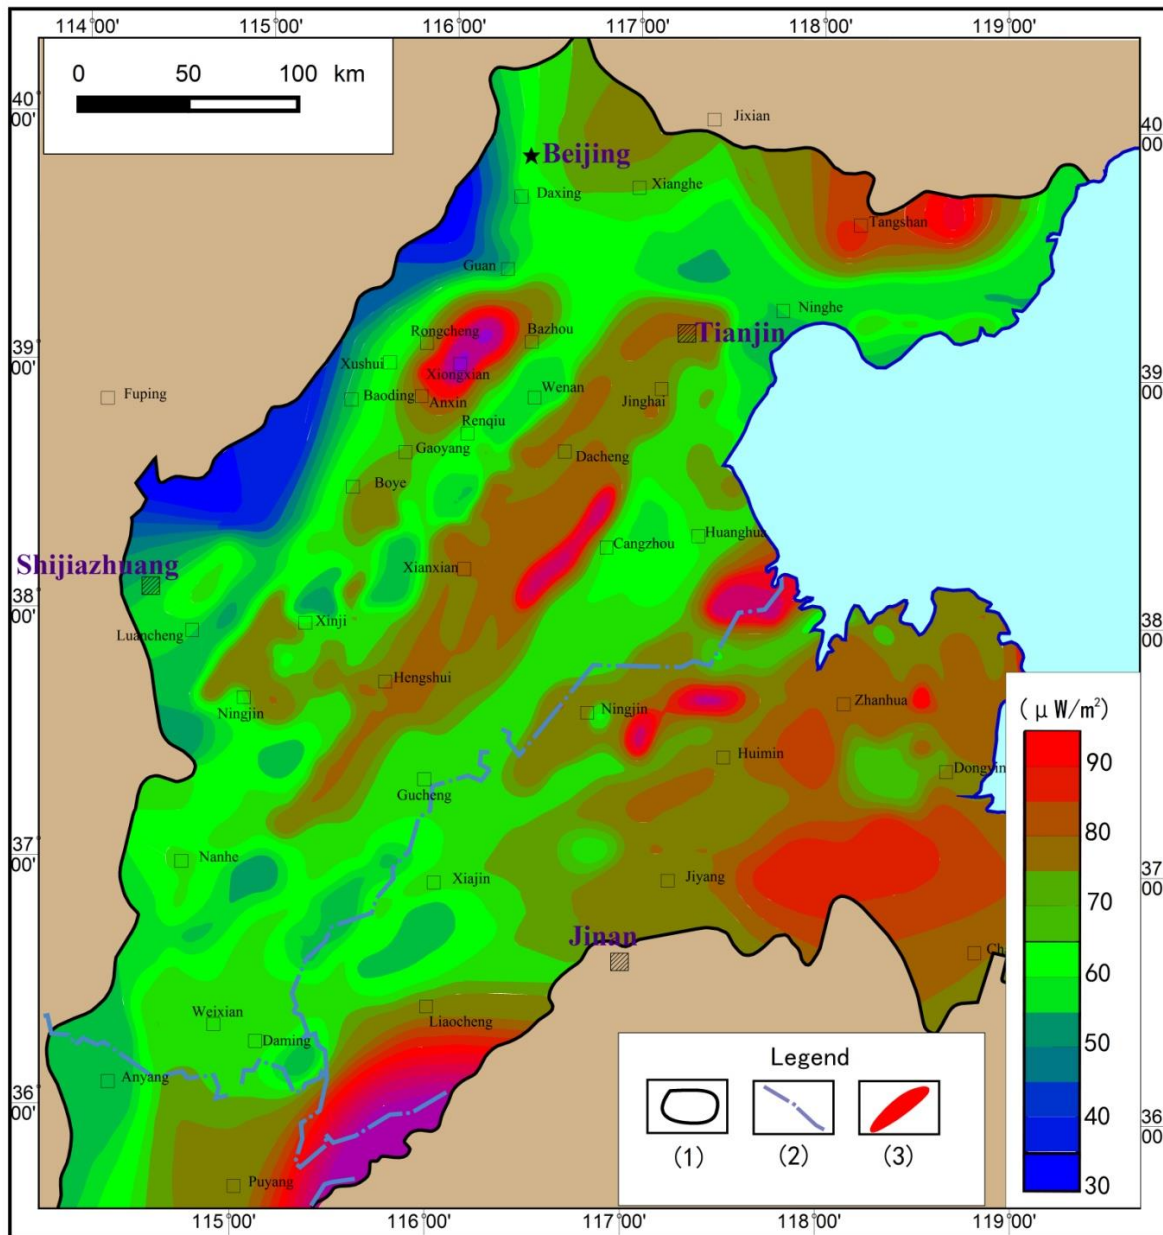 114°00' 115°00' 116°00' 117°00' 118°00' 119°00'
0 50 100 km
40°
00'
40
00'
Jixian
Beijing
Daxing
Xianghe
Tangshan
Guan
Ninghe
Rongcheng
Bazhou
Tianjin
39°
00'
Xushui
Xiongxian
39
00'
Fuping
Baoding
Anxin
Wenan
Jinghai
Renqiu
Gaoyang
Dacheng
Boye
Cangzhou
Huanghua
Shijiazhuang
Xianxian
38°
00'
Luancheng
Xinji
38
00'
Hengshui
Ningjin
Ningjin
Zhanhua
(μW/m²)
Huimin
Dongyin
Gucheng
90
80
37°
00'
Nanhe
Xiajin
Jiyang
37
00'
70
Jinan
Ch
60
Weixian
Liaocheng
Daming
50
Legend
Anyang
36°
00'
36
00'
40
(1) (2) (3)
Puyang
30
115°00' 116°00' 117°00' 118°00' 119°00'